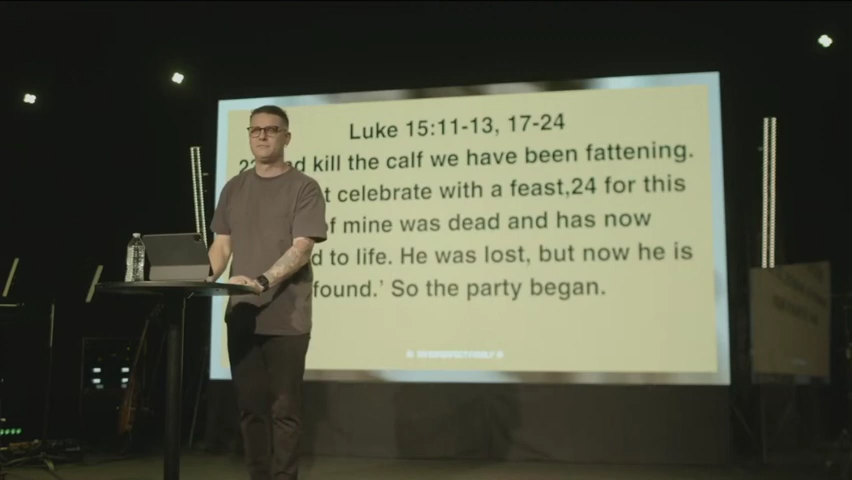 Luke 15:11-13, 17-24
kill the calf we have been fattening.
celebrate with a feast,24 for this
mine was dead and has now
to life. He was lost, but now he is
found.' So the party began.